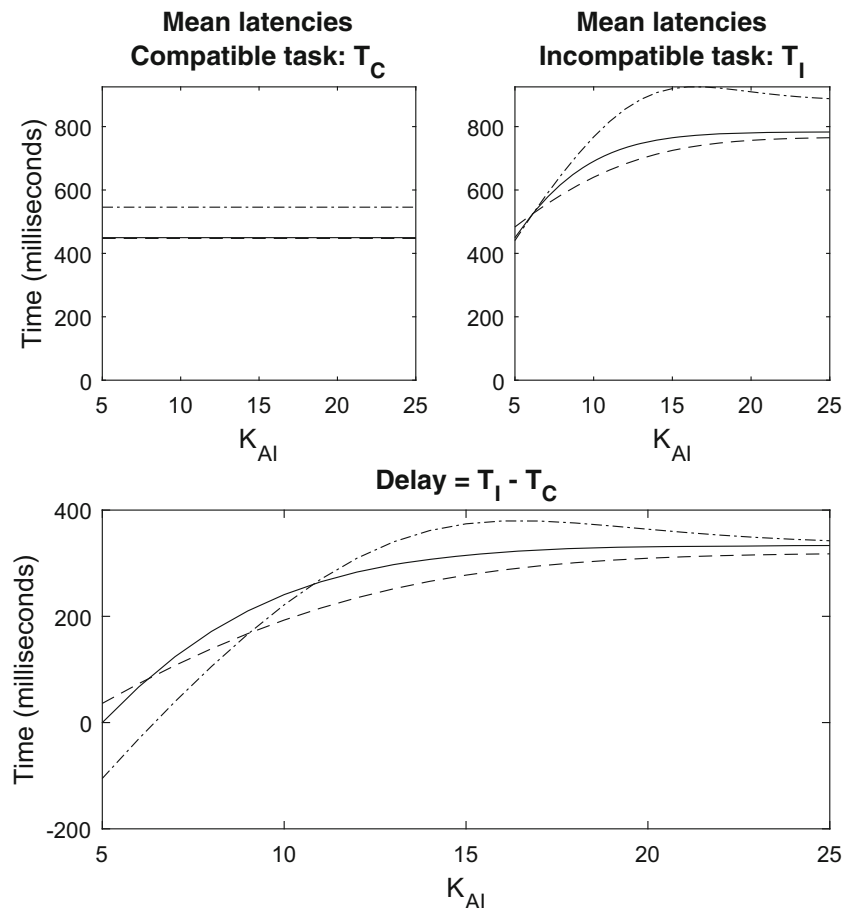 Mean latencies
Compatible task: T_C
Time (milliseconds)
800
600
400
200
0
5 10 15 20 25
K_AI
Mean latencies
Incompatible task: T_I
800
600
400
200
0
5 10 15 20 25
K_AI
Delay = T_I - T_C
Time (milliseconds)
400
200
0
-200
5 10 15 20 25
K_AI